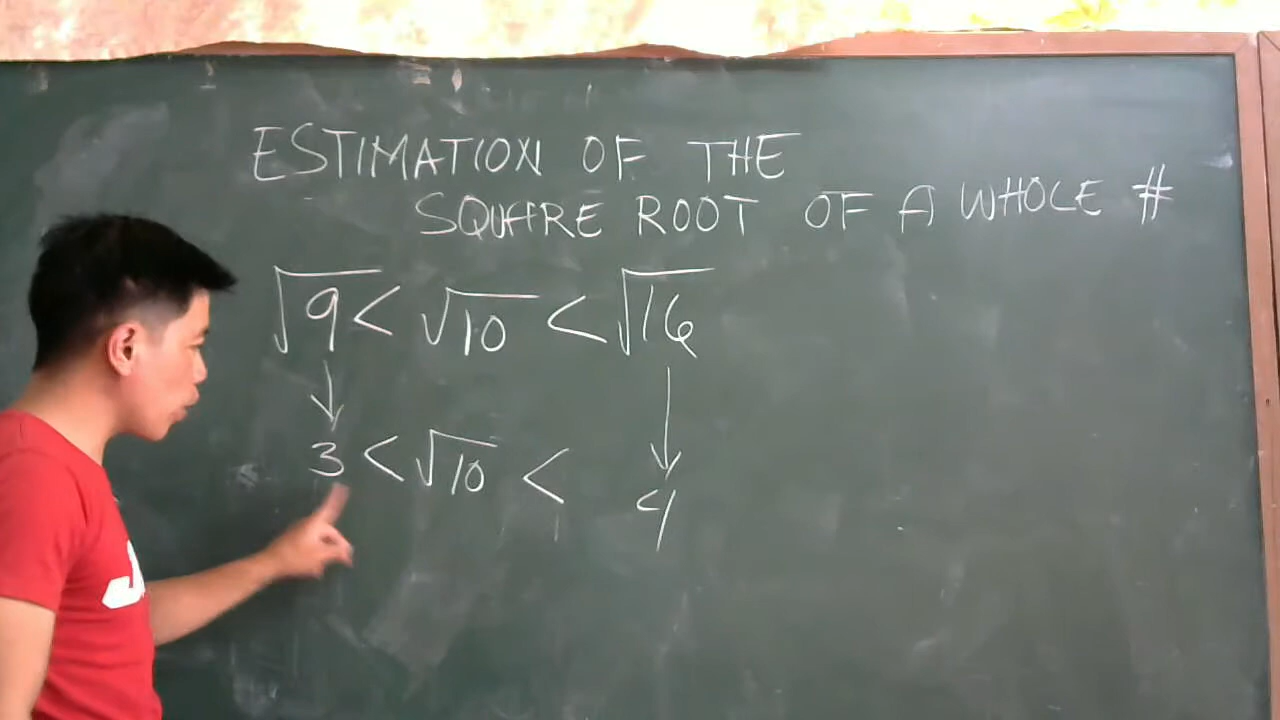 ESTIMATION OF THE
SQUARE ROOT OF A WHOLE #
√9 < √10 < √16
↓ ↓
3 < √10 < 4